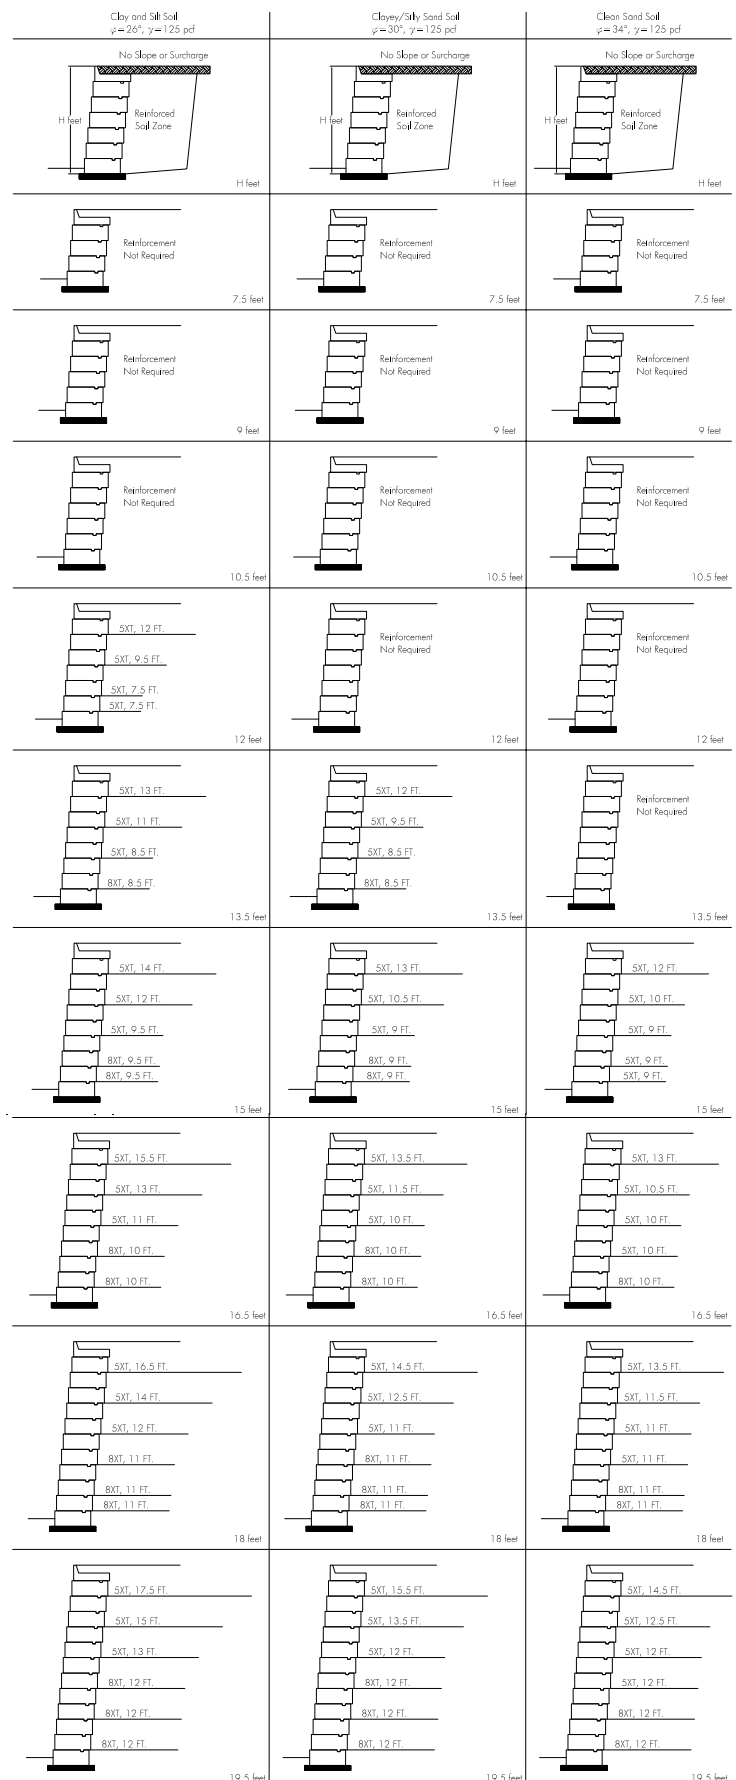 Clay and Silt Soil
φ=26°, γ=125 pcf
Clayey/Silty Sand Soil
φ=30°, γ=125 pcf
Clean Sand Soil
φ=34°, γ=125 pcf
No Slope or Surcharge
H feet
Reinforced
Soil Zone
H feet
No Slope or Surcharge
H feet
Reinforced
Soil Zone
H feet
No Slope or Surcharge
H feet
Reinforced
Soil Zone
H feet
Reinforcement
Not Required
7.5 feet
Reinforcement
Not Required
7.5 feet
Reinforcement
Not Required
7.5 feet
Reinforcement
Not Required
9 feet
Reinforcement
Not Required
9 feet
Reinforcement
Not Required
9 feet
Reinforcement
Not Required
10.5 feet
Reinforcement
Not Required
10.5 feet
Reinforcement
Not Required
10.5 feet
5XT, 12 FT.
5XT, 9.5 FT.
5XT, 7.5 FT.
5XT, 7.5 FT.
12 feet
Reinforcement
Not Required
12 feet
Reinforcement
Not Required
12 feet
5XT, 13 FT.
5XT, 11 FT.
5XT, 8.5 FT.
8XT, 8.5 FT.
13.5 feet
5XT, 12 FT.
5XT, 9.5 FT.
5XT, 8.5 FT.
8XT, 8.5 FT.
13.5 feet
Reinforcement
Not Required
13.5 feet
5XT, 14 FT.
5XT, 12 FT.
5XT, 9.5 FT.
8XT, 9.5 FT.
8XT, 9.5 FT.
15 feet
5XT, 13 FT.
5XT, 10.5 FT.
5XT, 9 FT.
8XT, 9 FT.
8XT, 9 FT.
15 feet
5XT, 12 FT.
5XT, 10 FT.
5XT, 9 FT.
5XT, 9 FT.
5XT, 9 FT.
15 feet
5XT, 15.5 FT.
5XT, 13 FT.
5XT, 11 FT.
8XT, 10 FT.
8XT, 10 FT.
16.5 feet
5XT, 13.5 FT.
5XT, 11.5 FT.
5XT, 10 FT.
8XT, 10 FT.
8XT, 10 FT.
16.5 feet
5XT, 13 FT.
5XT, 10.5 FT.
5XT, 10 FT.
5XT, 10 FT.
8XT, 10 FT.
16.5 feet
5XT, 16.5 FT.
5XT, 14 FT.
5XT, 12 FT.
8XT, 11 FT.
8XT, 11 FT.
8XT, 11 FT.
18 feet
5XT, 14.5 FT.
5XT, 12.5 FT.
5XT, 11 FT.
8XT, 11 FT.
8XT, 11 FT.
8XT, 11 FT.
18 feet
5XT, 13.5 FT.
5XT, 11.5 FT.
5XT, 11 FT.
5XT, 11 FT.
8XT, 11 FT.
8XT, 11 FT.
18 feet
5XT, 17.5 FT.
5XT, 15 FT.
5XT, 13 FT.
8XT, 12 FT.
8XT, 12 FT.
8XT, 12 FT.
19.5 feet
5XT, 15.5 FT.
5XT, 13.5 FT.
5XT, 12 FT.
8XT, 12 FT.
8XT, 12 FT.
8XT, 12 FT.
19.5 feet
5XT, 14.5 FT.
5XT, 12.5 FT.
5XT, 12 FT.
5XT, 12 FT.
8XT, 12 FT.
8XT, 12 FT.
19.5 feet